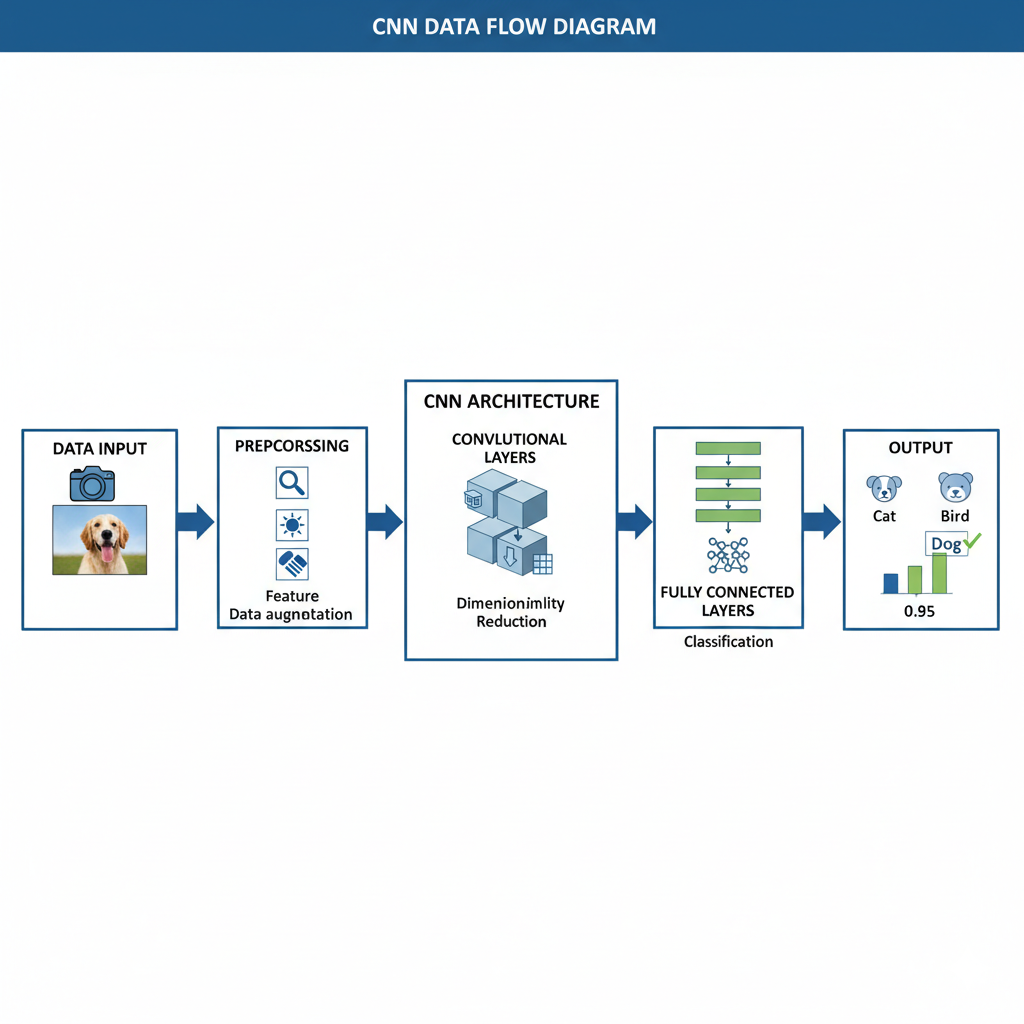 CNN DATA FLOW DIAGRAM
DATA INPUT
PREPCORSSING
Feature
Data augmotation
CNN ARCHITECTURE
CONVLUTIONAL
LAYERS
Dimenionimlity
Reduction
FULLY CONNECTED
LAYERS
Classification
OUTPUT
Cat
Bird
Dog
0.95